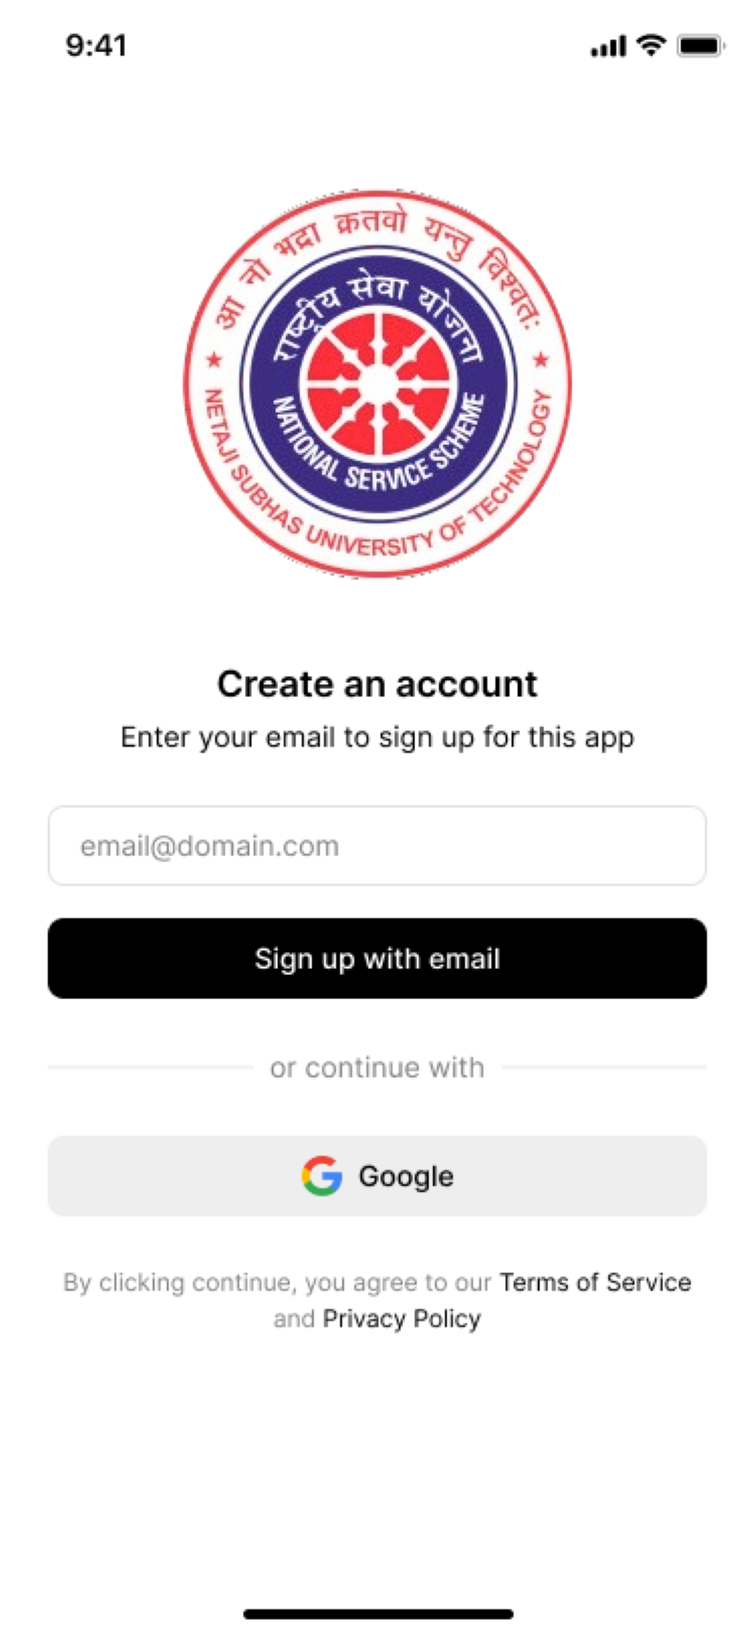 9:41
आ नो भद्रा क्रतवो यन्तु विश्वतः
राष्ट्रीय सेवा योजना
NATIONAL SERVICE SCHEME
★ NETAJI SUBHAS UNIVERSITY OF TECHNOLOGY ★
Create an account
Enter your email to sign up for this app
email@domain.com
Sign up with email
or continue with
Google
By clicking continue, you agree to our Terms of Service
and Privacy Policy